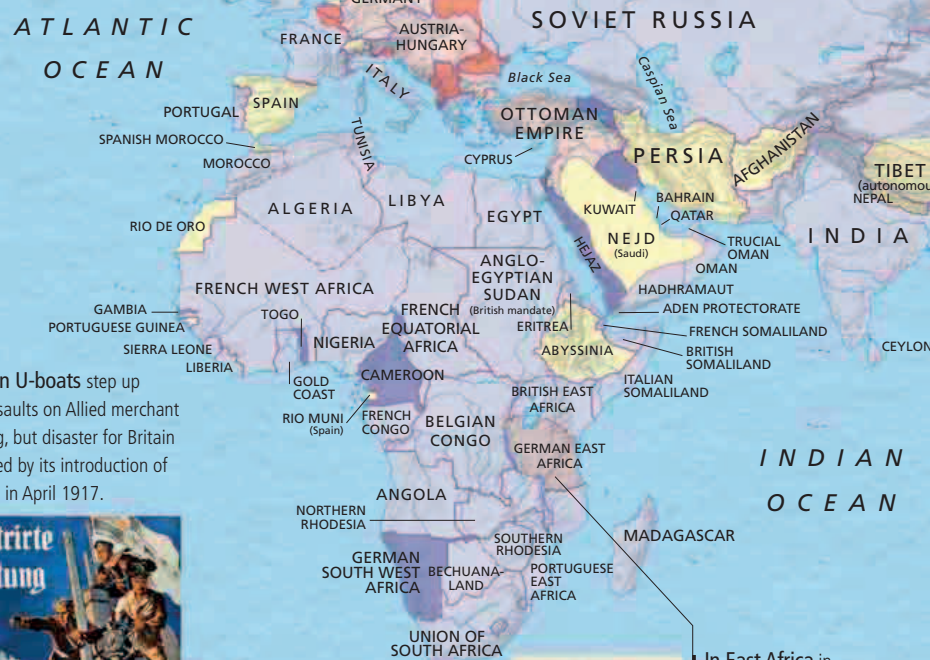 GERMANY
ATLANTIC
OCEAN
SOVIET RUSSIA
FRANCE
AUSTRIA-
HUNGARY
ITALY
Black Sea
Caspian Sea
PORTUGAL
SPAIN
OTTOMAN
EMPIRE
SPANISH MOROCCO
MOROCCO
TUNISIA
CYPRUS
PERSIA
AFGHANISTAN
TIBET
(autonomou
NEPAL
RIO DE ORO
ALGERIA
LIBYA
EGYPT
KUWAIT
BAHRAIN
QATAR
NEJD
(Saudi)
HEJAZ
TRUCIAL
OMAN
OMAN
INDIA
FRENCH WEST AFRICA
ANGLO-
EGYPTIAN
SUDAN
(British mandate)
HADHRAMAUT
ADEN PROTECTORATE
GAMBIA
PORTUGUESE GUINEA
TOGO
FRENCH
EQUATORIAL
AFRICA
ERITREA
FRENCH SOMALILAND
SIERRA LEONE
LIBERIA
NIGERIA
ABYSSINIA
BRITISH
SOMALILAND
CEYLON
GOLD
COAST
CAMEROON
ITALIAN
SOMALILAND
n U-boats step up
saults on Allied merchant
g, but disaster for Britain
ed by its introduction of
in April 1917.
RIO MUNI
(Spain)
FRENCH
CONGO
BELGIAN
CONGO
BRITISH EAST
AFRICA
GERMAN EAST
AFRICA
INDIAN
OCEAN
ANGOLA
NORTHERN
RHODESIA
MADAGASCAR
SOUTHERN
RHODESIA
GERMAN
SOUTH WEST
AFRICA
BECHUANA-
LAND
PORTUGUESE
EAST
AFRICA
UNION OF
SOUTH AFRICA
trirte
tung
In East Africa in